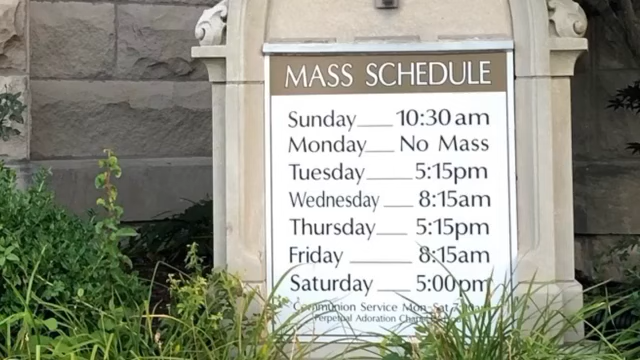 MASS SCHEDULE
Sunday 10:30 am
Monday No Mass
Tuesday 5:15pm
Wednesday 8:15am
Thursday 5:15pm
Friday 8:15am
Saturday 5:00pm
Communion Service Mon-Sat
Perpetual Adoration